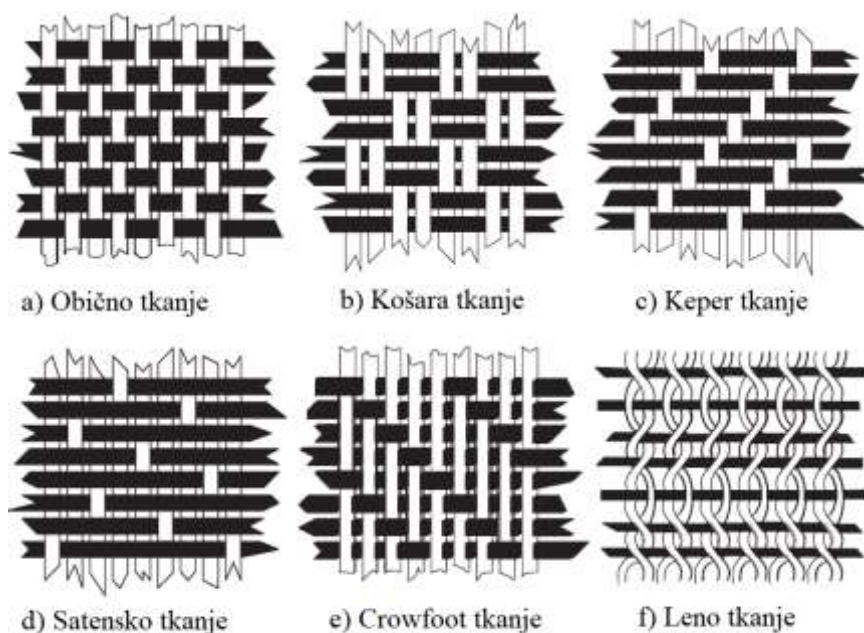 a) Obično tkanje
b) Košara tkanje
c) Keper tkanje
d) Satensko tkanje
e) Crowfoot tkanje
f) Leno tkanje